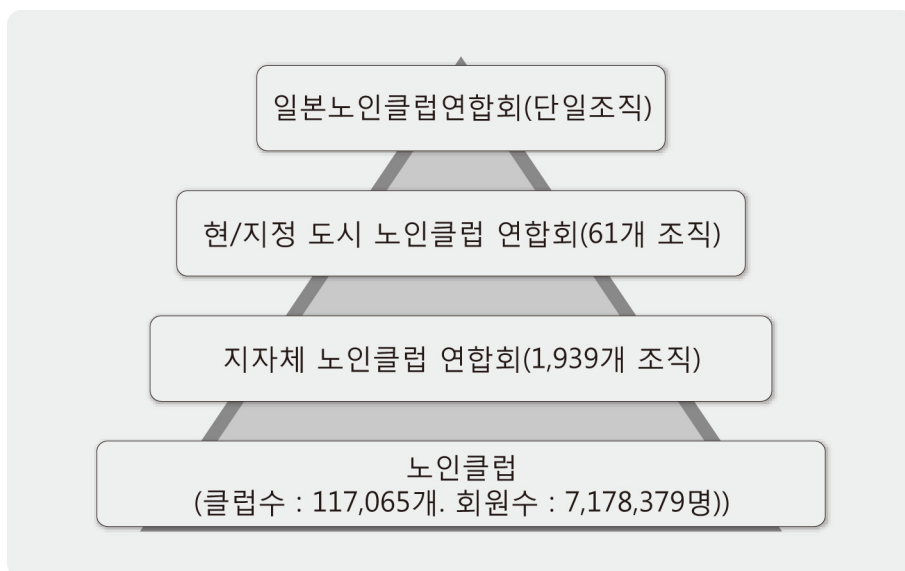 일본노인클럽연합회(단일조직)
현/지정 도시 노인클럽 연합회(61개 조직)
지자체 노인클럽 연합회(1,939개 조직)
노인클럽
(클럽수 : 117,065개. 회원수 : 7,178,379명))